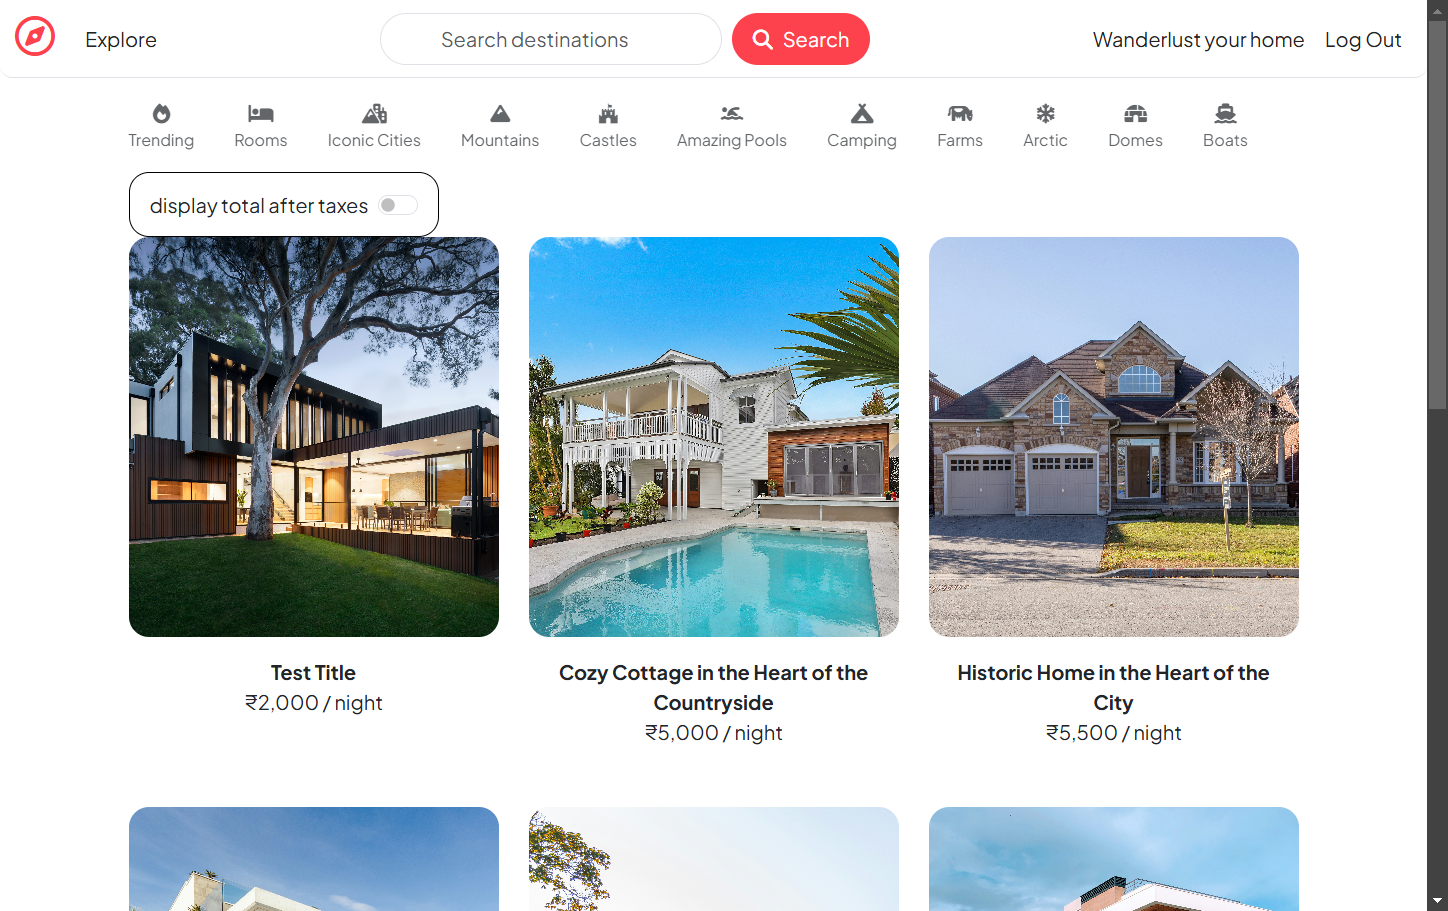 Explore
Search destinations
Search
Wanderlust your home
Log Out
Trending
Rooms
Iconic Cities
Mountains
Castles
Amazing Pools
Camping
Farms
Arctic
Domes
Boats
display total after taxes
Test Title
₹2,000 / night
Cozy Cottage in the Heart of the
Countryside
₹5,000 / night
Historic Home in the Heart of the
City
₹5,500 / night